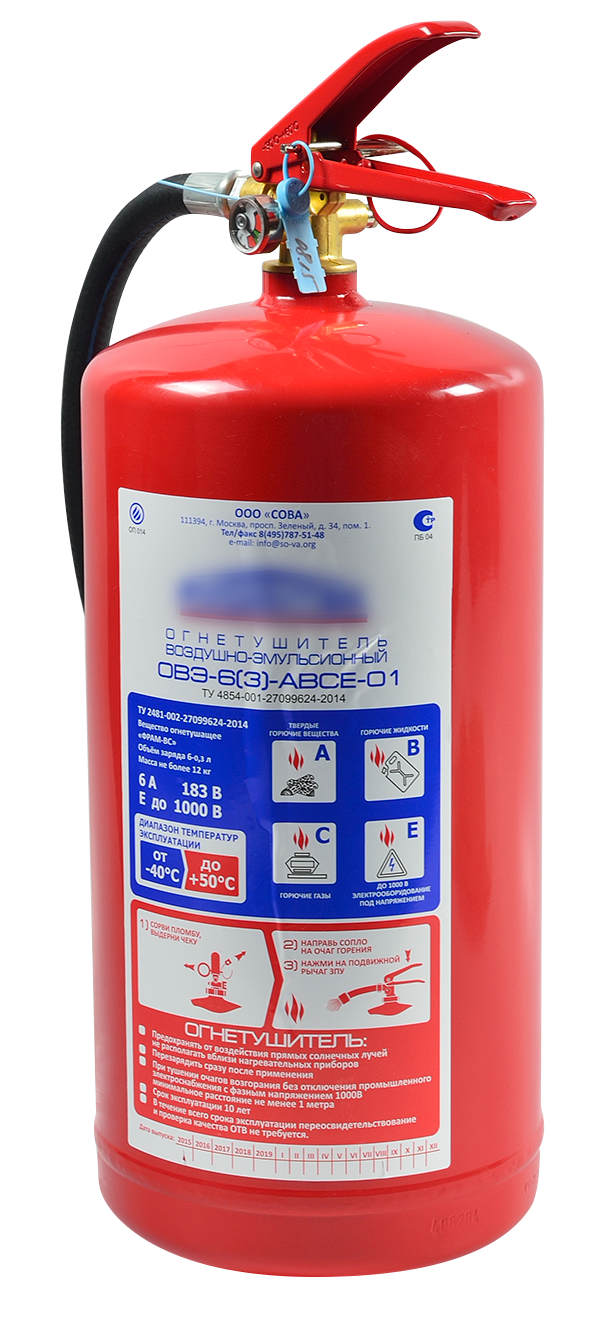 ООО «СОВА»
111394, г. Москва, просп. Зеленый, д. 34, пом. 1.
Тел/факс 8(495)787-51-48
e-mail: info@so-va.org
ОП 014
СТР
ПБ 04
ОГНЕТУШИТЕЛЬ
ВОЗДУШНО-ЭМУЛЬСИОННЫЙ
ОВЭ-6(З)-АВСЕ-01
ТУ 4854-001-27099624-2014
ТУ 2481-002-27099624-2014
Вещество огнетушащее
«ФРАМ-ВС»
Объём заряда 6-0,3 л
Масса не более 12 кг
6 А 183 В
Е до 1000 В
ДИАПАЗОН ТЕМПЕРАТУР
ЭКСПЛУАТАЦИИ
ОТ
-40°C
ДО
+50°C
ТВЕРДЫЕ
ГОРЮЧИЕ ВЕЩЕСТВА
A
ГОРЮЧИЕ ЖИДКОСТИ
B
C
ГОРЮЧИЕ ГАЗЫ
E
ДО 1000 В
ЭЛЕКТРООБОРУДОВАНИЕ
ПОД НАПРЯЖЕНИЕМ
1) СОРВИ ПЛОМБУ,
ВЫДЕРНИ ЧЕКУ
2) НАПРАВЬ СОПЛО
НА ОЧАГ ГОРЕНИЯ
3) НАЖМИ НА ПОДВИЖНОЙ
РЫЧАГ ЗПУ
ОГНЕТУШИТЕЛЬ:
Предохранять от воздействия прямых солнечных лучей
не располагать вблизи нагревательных приборов
Перезарядить сразу после применения
При тушении очагов возгорания без отключения промышленного
электроснабжения с фазным напряжением 1000В
минимальное расстояние не менее 1 метра
Срок эксплуатации 10 лет
В течение всего срока эксплуатации переосвидетельствование
и проверка качества ОТВ не требуется.
Дата выпуска: 2015 2016 2017 2018 2019 I II III IV V VI VII VIII IX X XI XII